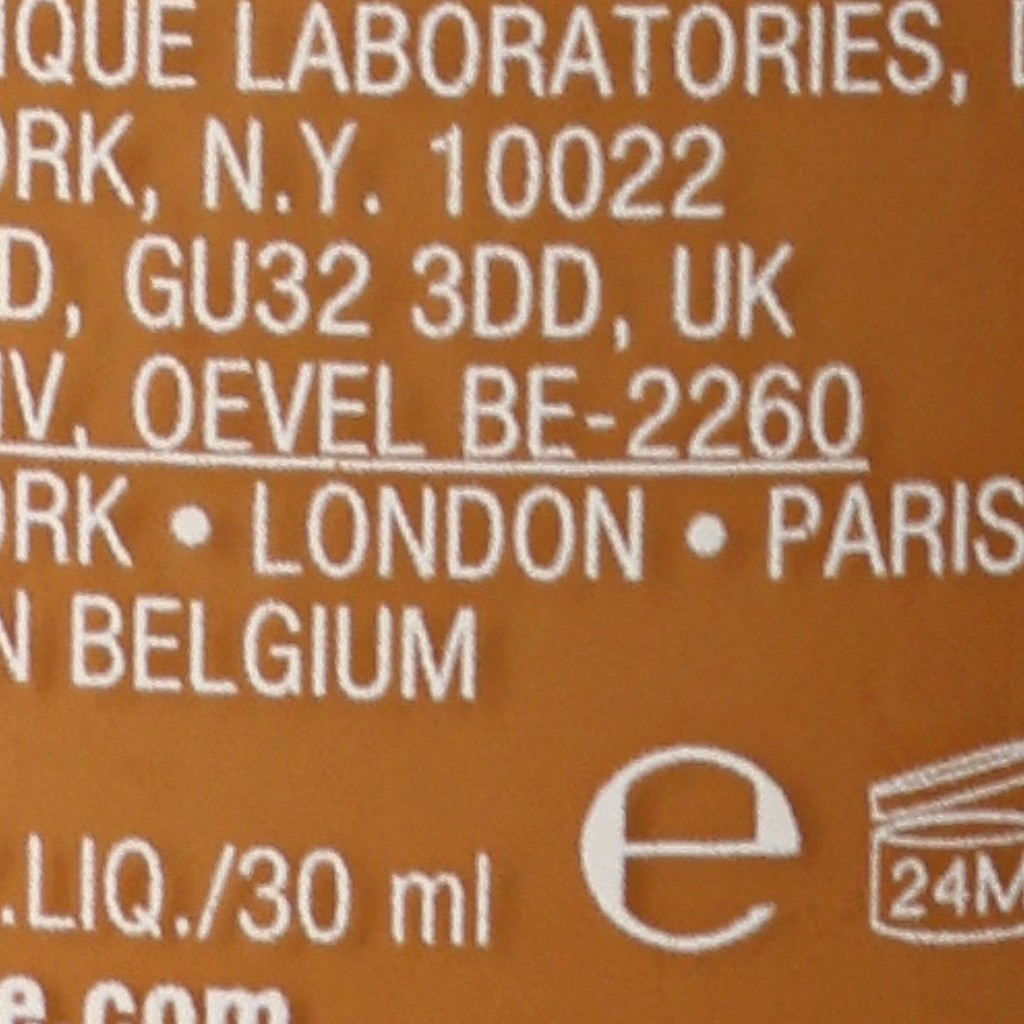 IQUE LABORATORIES,
ORK, N.Y. 10022
D, GU32 3DD, UK
IV, OEVEL BE-2260
ORK • LONDON • PARIS
N BELGIUM
.LIQ./30 ml e 24M
e.com